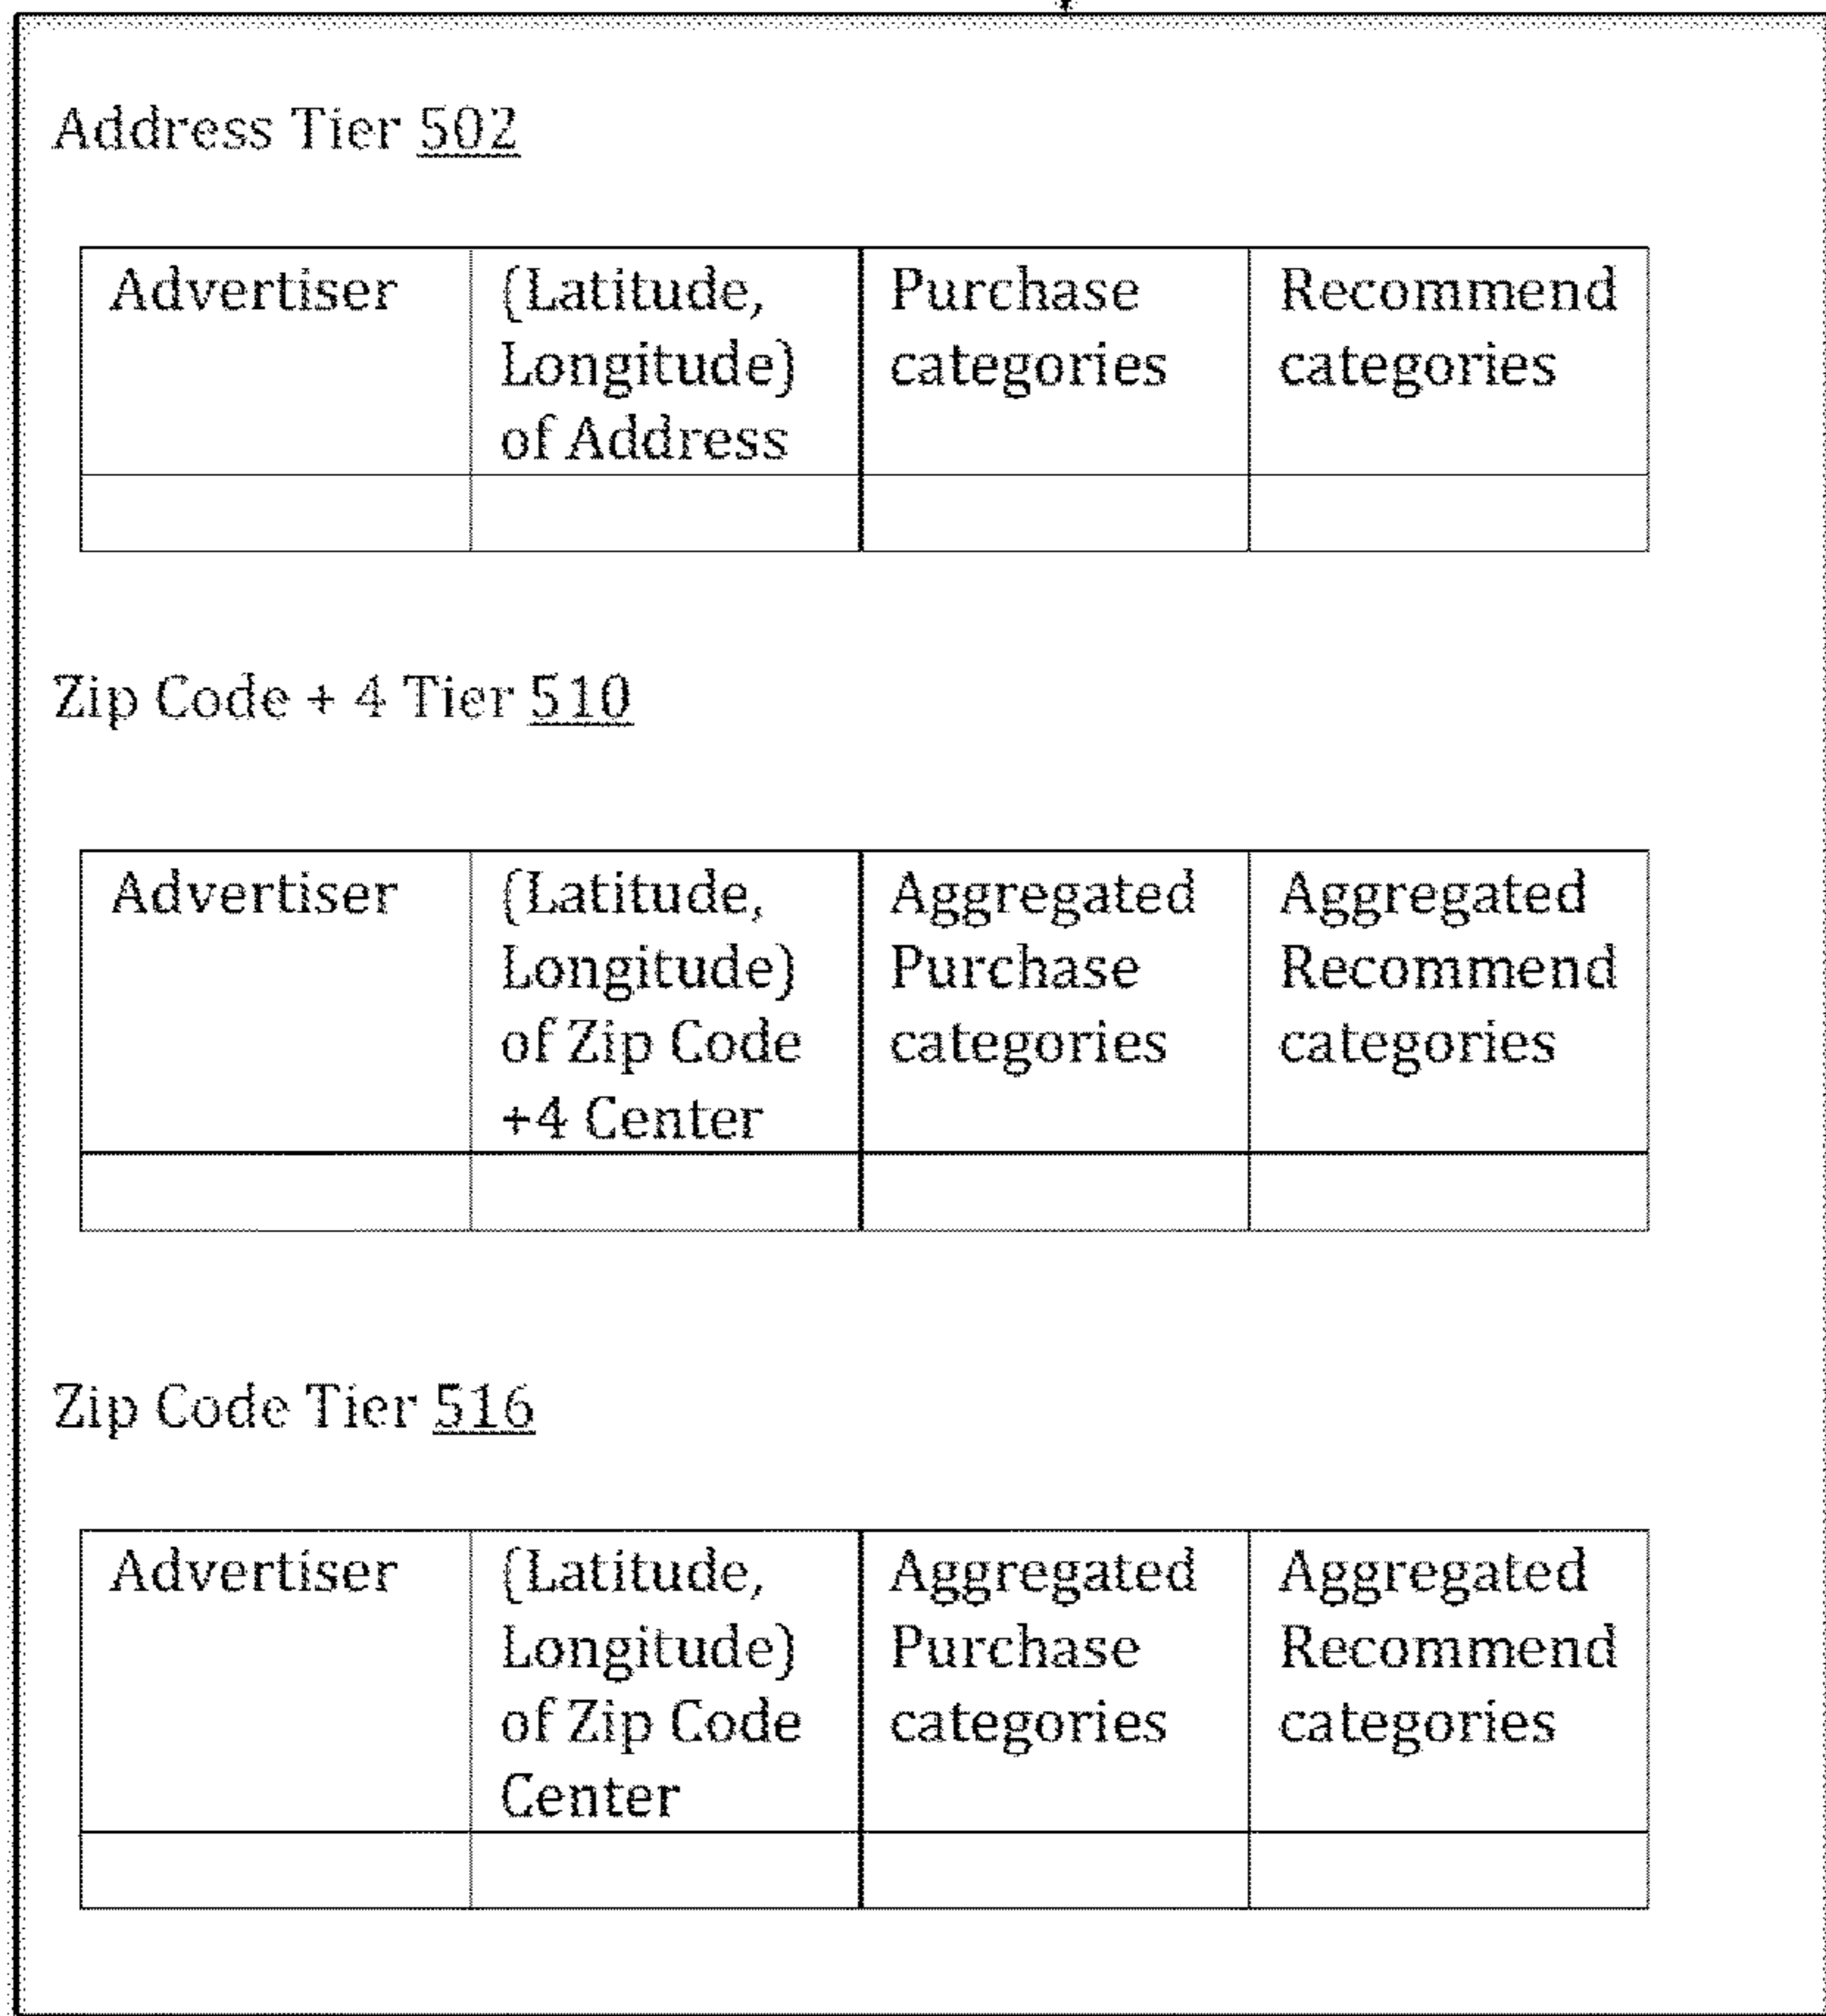 Address Tier 502
Advertiser
(Latitude,
Longitude)
of Address
Purchase
categories
Recommend
categories
Zip Code + 4 Tier 510
Advertiser
(Latitude,
Longitude)
of Zip Code
+4 Center
Aggregated
Purchase
categories
Aggregated
Recommend
categories
Zip Code Tier 516
Advertiser
(Latitude,
Longitude)
of Zip Code
Center
Aggregated
Purchase
categories
Aggregated
Recommend
categories